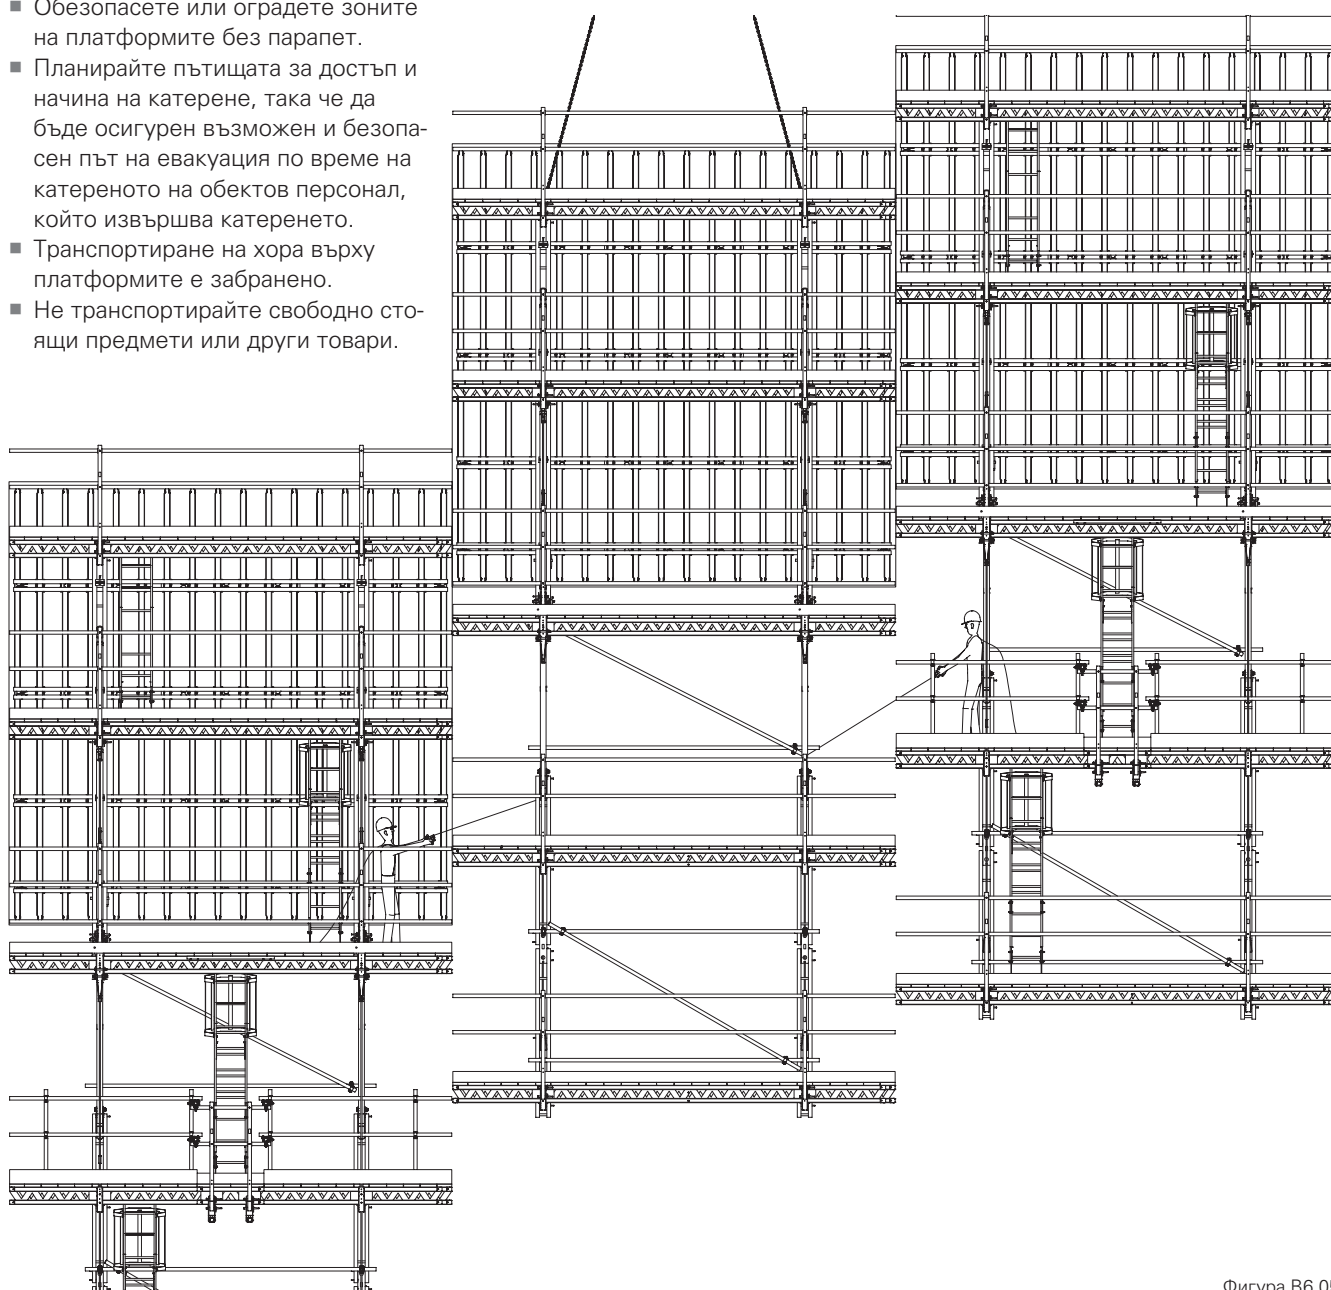 ■ Обезопасете или оградете зоните
на платформите без парапет.
■ Планирайте пътищата за достъп и
начина на катерене, така че да
бъде осигурен възможен и безопа-
сен път на евакуация по време на
катереното на обектов персонал,
който извършва катеренето.
■ Транспортиране на хора върху
платформите е забранено.
■ Не транспортирайте свободно сто-
ящи предмети или други товари.
Фигура